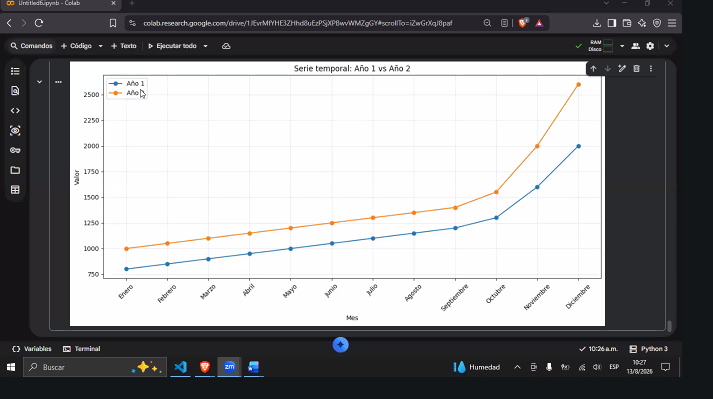 Untitled6.ipynb - Colab
colab.research.google.com/drive/1JEvrMfYHE3ZHhd8uEzPSjXP8wvWMZgGY#scrollTo=iZwGrXqJ8paf
Comandos + Código + Texto Ejecutar todo
RAM
Disco
Serie temporal: Año 1 vs Año 2
Año 1
Año
2500
2250
2000
1750
1500
1250
1000
750
Valor
Enero
Febrero
Marzo
Abril
Mayo
Junio
Julio
Agosto
Septiembre
Octubre
Noviembre
Diciembre
Mes
Variables Terminal
10:26 a.m. Python 3
Buscar
zm
Humedad
ESP
10:27
13/8/2026